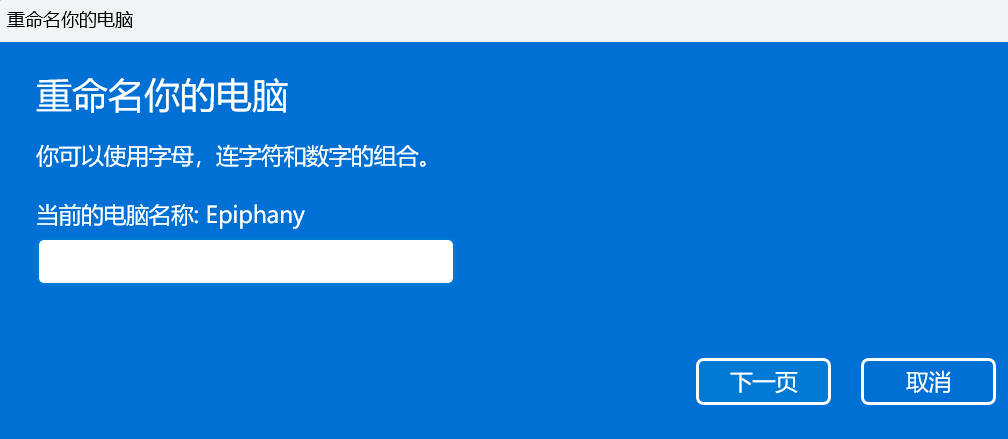 重命名你的电脑
重命名你的电脑
你可以使用字母，连字符和数字的组合。
当前的电脑名称: Epiphany
下一页
取消